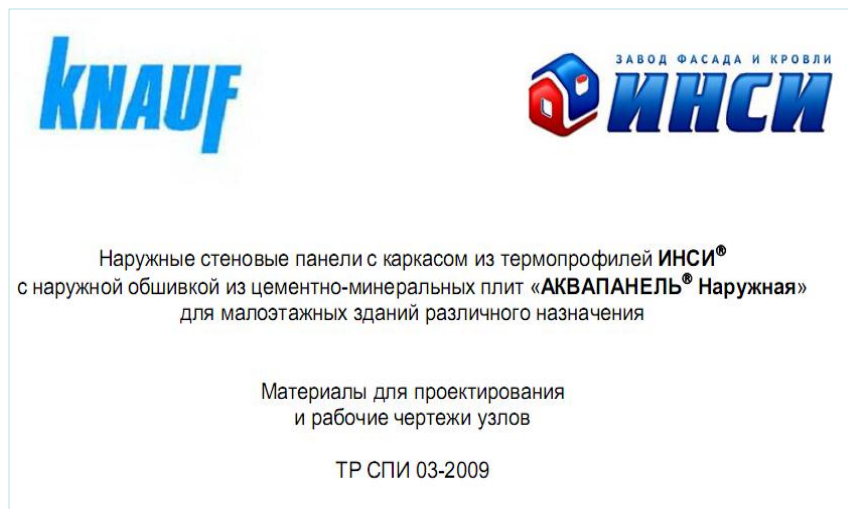 KNAUF
ЗАВОД ФАСАДА И КРОВЛИ
ИНСИ
Наружные стеновые панели с каркасом из термопрофилей ИНСИ®
с наружной обшивкой из цементно-минеральных плит «АКВАПАНЕЛЬ® Наружная»
для малоэтажных зданий различного назначения
Материалы для проектирования
и рабочие чертежи узлов
ТР СПИ 03-2009